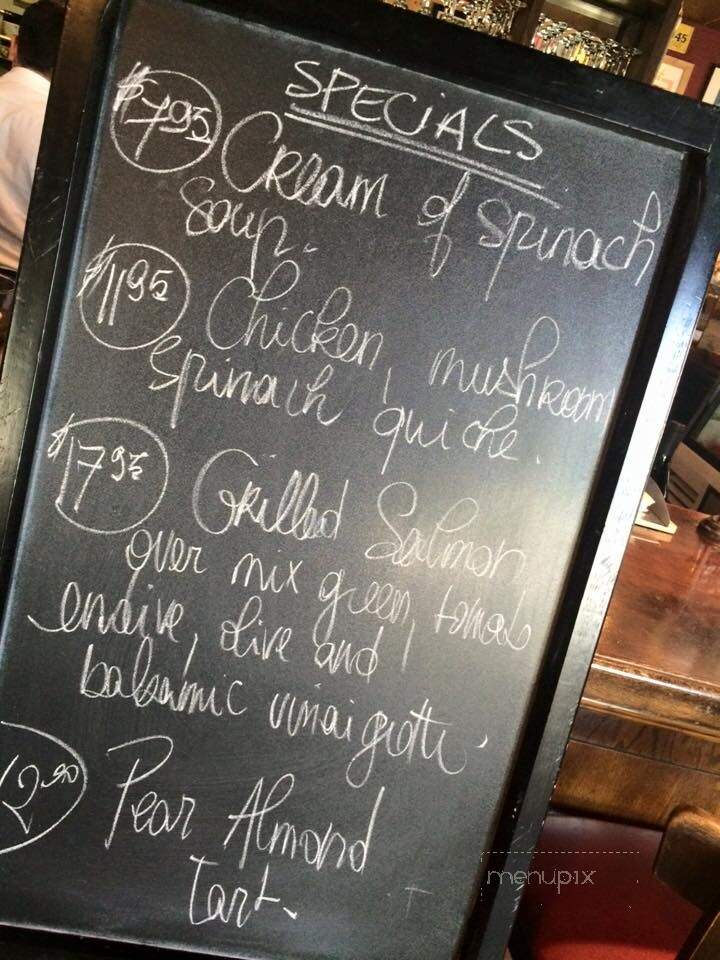 SPECIALS
$7.95 Cream of spinach
Soup.
$11.95 Chicken, mushroom
spinach quiche.
$17.95 Grilled Salmon
over mix green, tomato
endive, olive and
balsamic vinaigrette.
Pear Almond
tart.
45
menupix